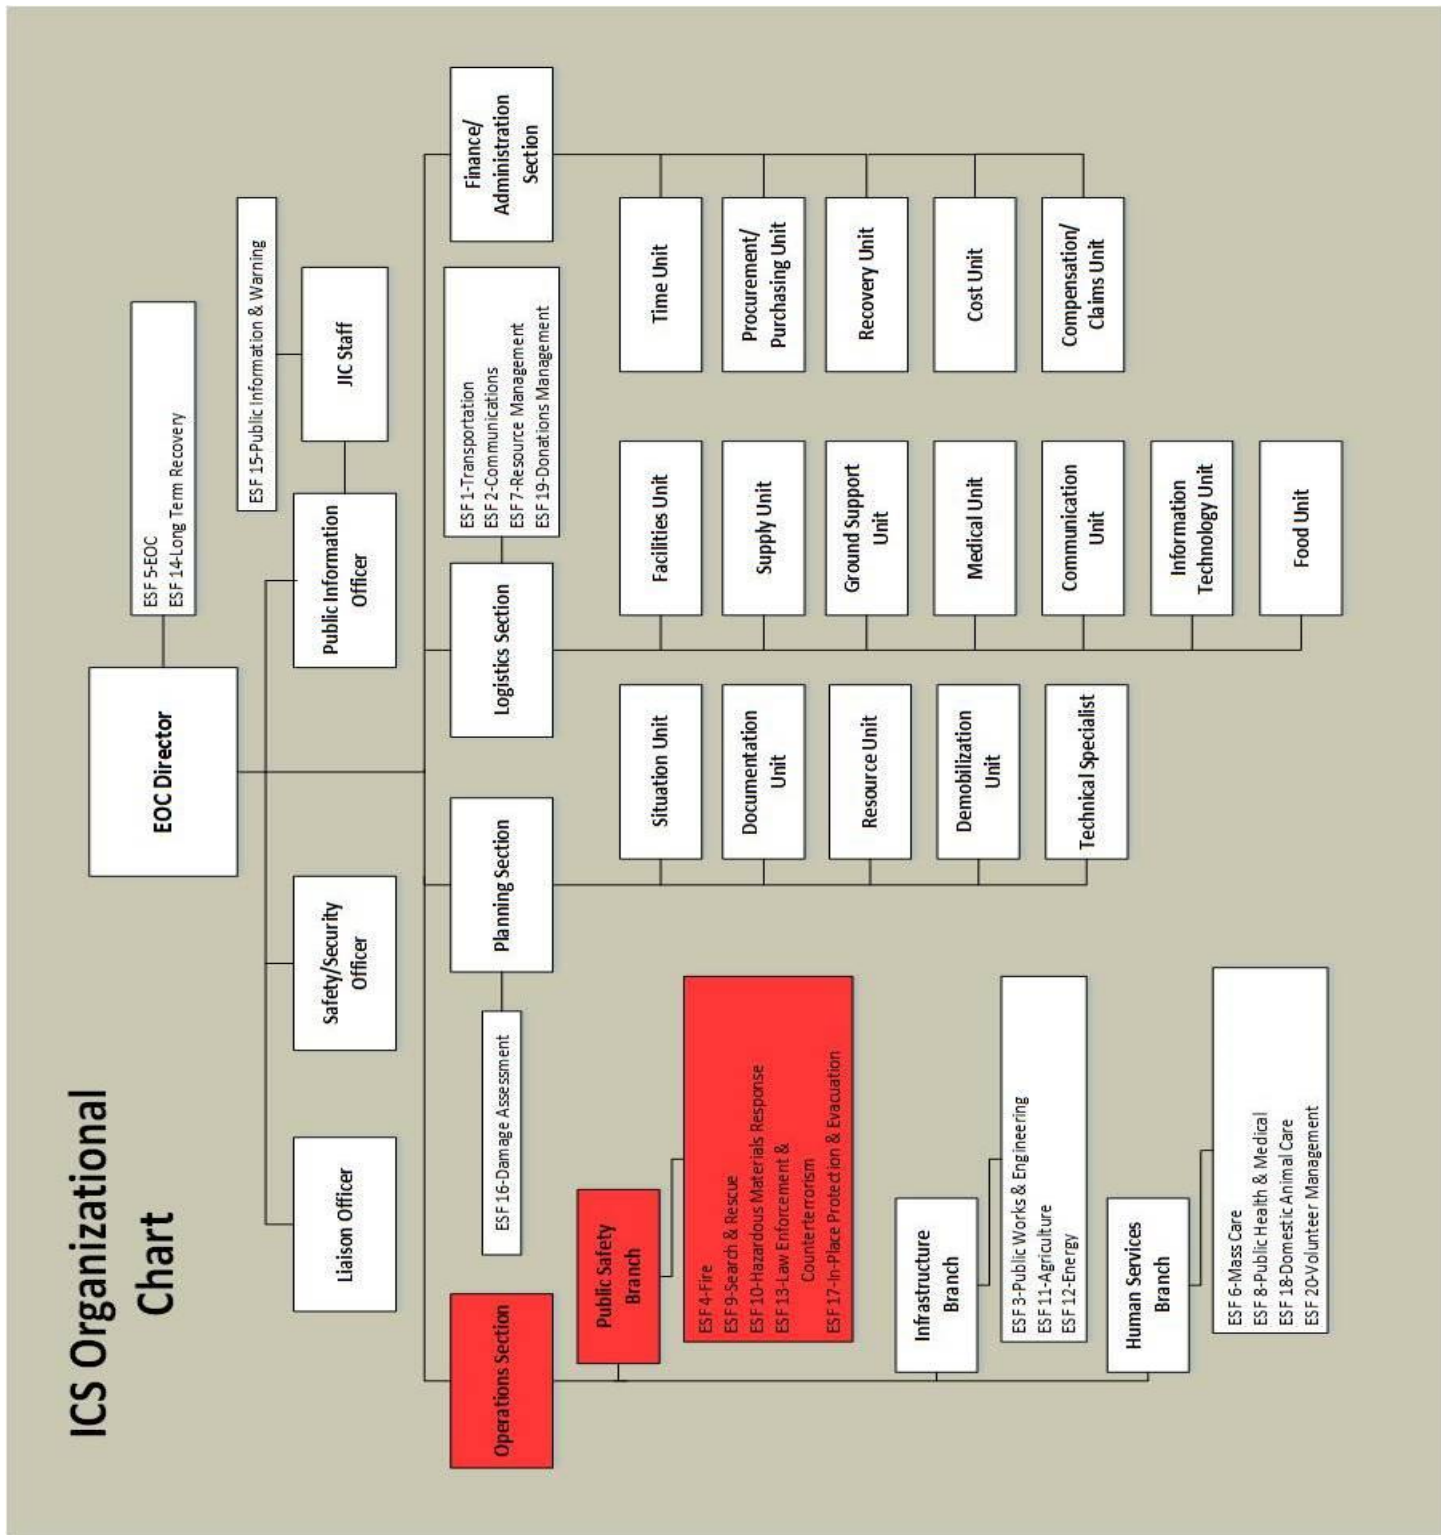 ICS Organizational
Chart
EOC Director
ESF 5-EOC
ESF 14-Long Term Recovery
ESF 15-Public Information & Warning
Liaison Officer
Safety/Security
Officer
Public Information
Officer
JIC Staff
Operations Section
ESF 16-Damage Assessment
Planning Section
Logistics Section
ESF 1-Transportation
ESF 2-Communications
ESF 7-Resource Management
ESF 19-Donations Management
Finance/
Administration
Section
Public Safety
Branch
ESF 4-Fire
ESF 9-Search & Rescue
ESF 10-Hazardous Materials Response
ESF 13-Law Enforcement &
Counterterrorism
ESF 17-In-Place Protection & Evacuation
Infrastructure
Branch
ESF 3-Public Works & Engineering
ESF 11-Agriculture
ESF 12-Energy
Human Services
Branch
ESF 6-Mass Care
ESF 8-Public Health & Medical
ESF 18-Domestic Animal Care
ESF 20-Volunteer Management
Situation Unit
Documentation
Unit
Resource Unit
Demobilization
Unit
Technical Specialist
Facilities Unit
Supply Unit
Ground Support
Unit
Medical Unit
Communication
Unit
Information
Technology Unit
Food Unit
Time Unit
Procurement/
Purchasing Unit
Recovery Unit
Cost Unit
Compensation/
Claims Unit